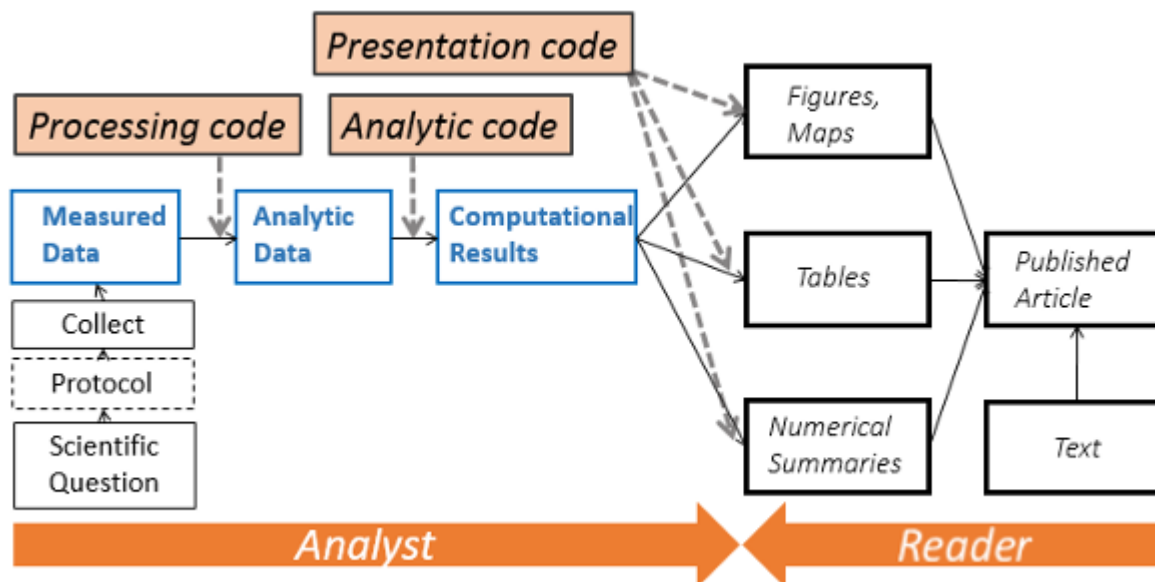 Presentation code
Processing code
Analytic code
Figures,
Maps
Measured
Data
Analytic
Data
Computational
Results
Tables
Published
Article
Collect
Protocol
Scientific
Question
Numerical
Summaries
Text
Analyst
Reader